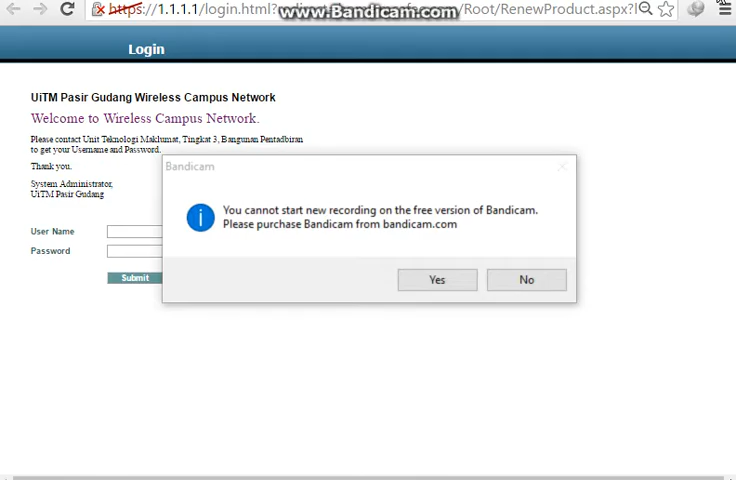 https://1.1.1.1/login.html? /Root/RenewProduct.aspx?
www.Bandicam.com
Login
UiTM Pasir Gudang Wireless Campus Network
Welcome to Wireless Campus Network.
Please contact Unit Teknologi Maklumat, Tingkat 3, Bangunan Pentadbiran
to get your Username and Password.
Thank you.
System Administrator,
UiTM Pasir Gudang
User Name
Password
Submit
Bandicam
You cannot start new recording on the free version of Bandicam.
Please purchase Bandicam from bandicam.com
Yes
No